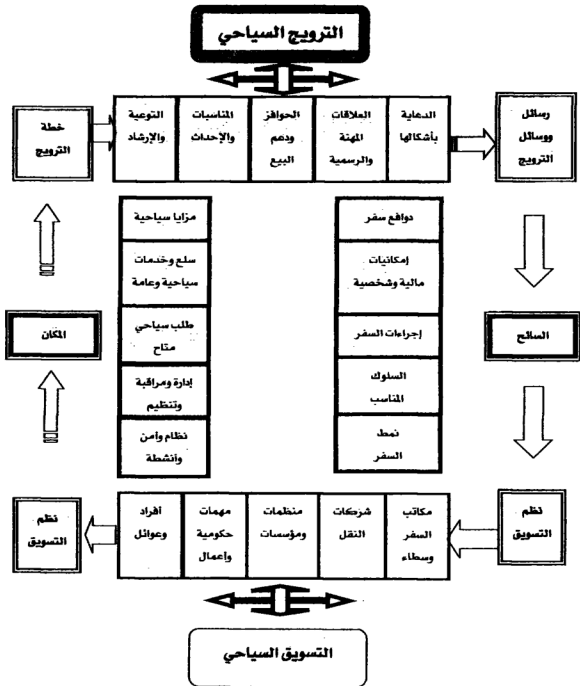 الترويج السياحي
رسائل
ووسائل
الترويج
الدعاية
بأشكالها
العلاقات
المهنة
والرسمية
الحوافز
ودعم
البيع
المناسبات
والإحداث
التوعية
والإرشاد
خطة
الترويج
دوافع سفر
إمكانيات
مالية وشخصية
إجراءات السفر
السلوك
المناسب
نمط
السفر
مزايا سياحية
سلع وخدمات
سياحية وعامة
طلب سياحي
متاح
إدارة ومراقبة
وتنظيم
نظام وأمن
وأنشطة
السائح
المكان
نظم
التسويق
مكاتب
السفر
وسطاء
شركات
النقل
منظمات
ومؤسسات
مهمات
حكومية
وإعمال
أفراد
وعوائل
نظم
التسويق
التسويق السياحي